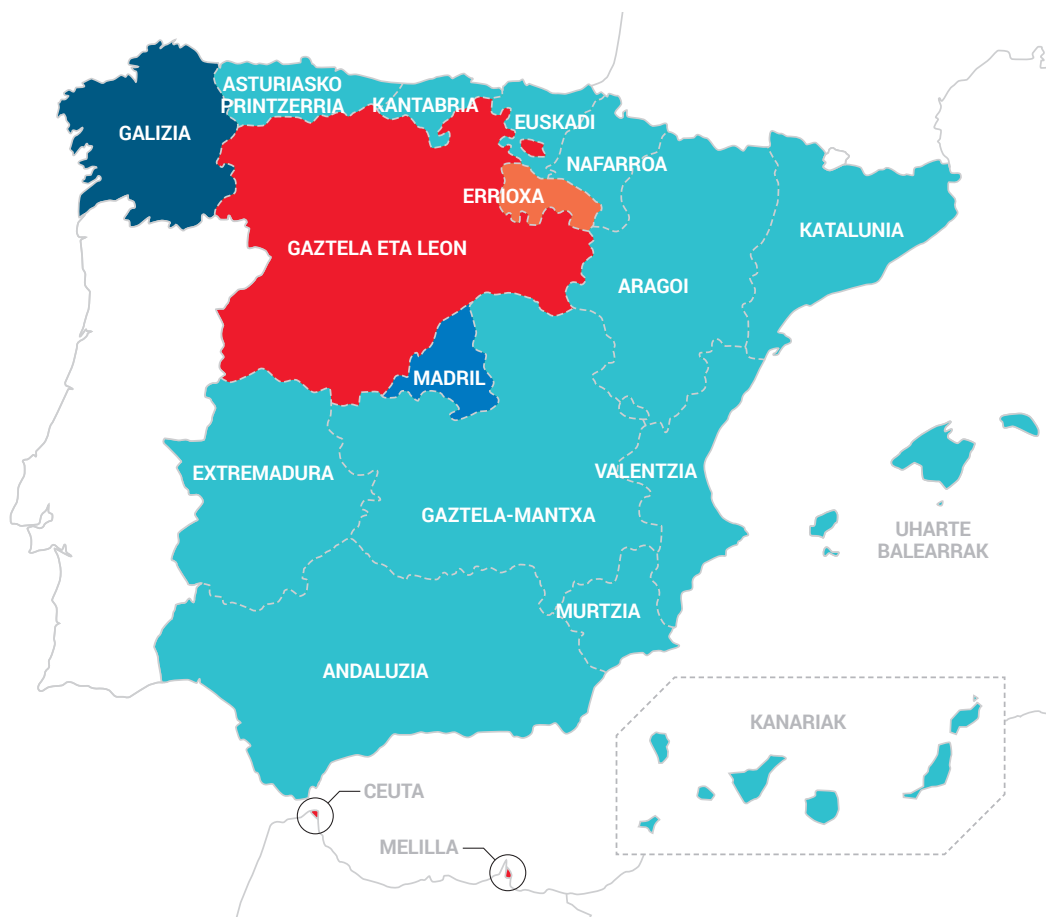 ASTURIASKO
PRINTZERRIA
KANTABRIA
EUSKADI
GALIZIA
NAFARROA
ERRIOXA
GAZTELA ETA LEON
KATALUNIA
ARAGOI
MADRIL
EXTREMADURA
VALENTZIA
GAZTELA-MANTXA
UHARTE
BALEARRAK
MURTZIA
ANDALUZIA
KANARIAK
CEUTA
MELILLA